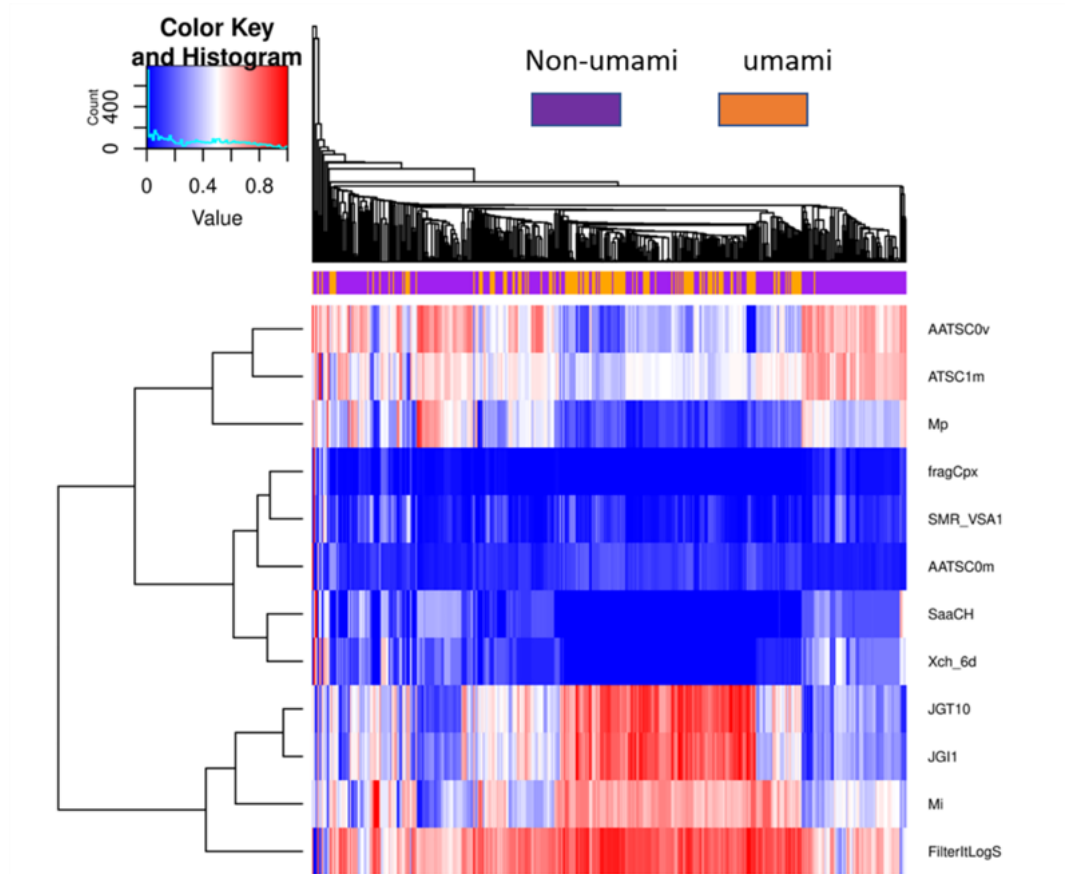 Color Key
and Histogram
Count
0 400
0 0.4 0.8
Value
Non-umami umami
AATSC0v
ATSC1m
Mp
fragCpx
SMR_VSA1
AATSC0m
SaaCH
Xch_6d
JGT10
JGI1
Mi
FilterItLogS